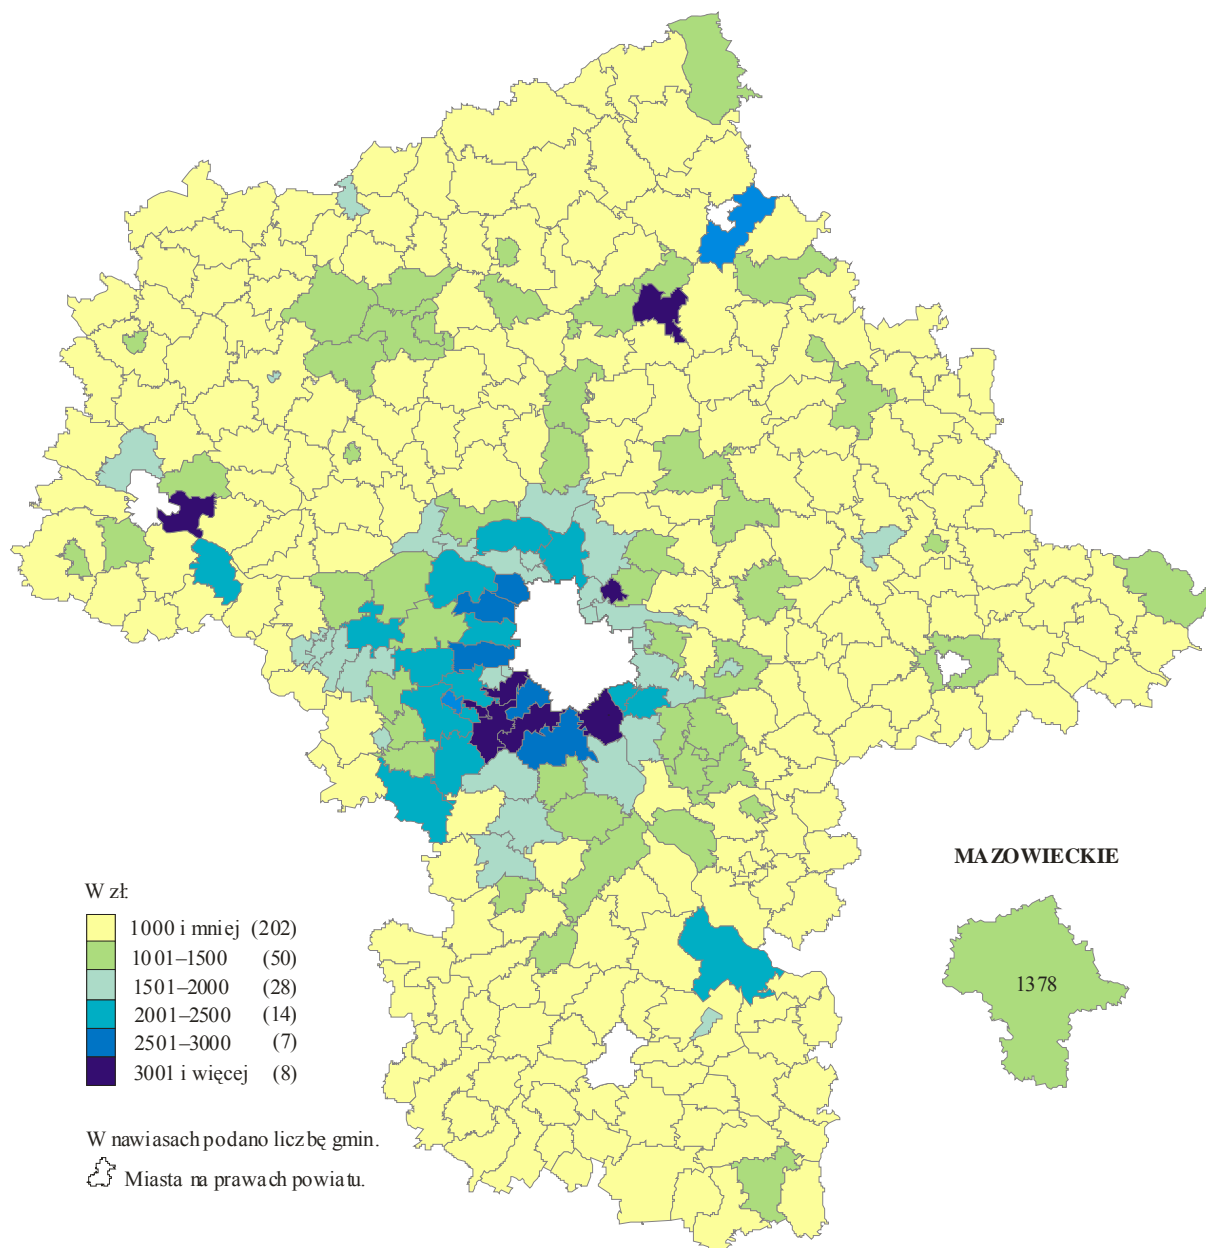 MAZOWIECKIE
1378
W zł:
1000 i mniej (202)
1001–1500 (50)
1501–2000 (28)
2001–2500 (14)
2501–3000 (7)
3001 i więcej (8)
W nawiasach podano liczbę gmin.
Miasta na prawach powiatu.